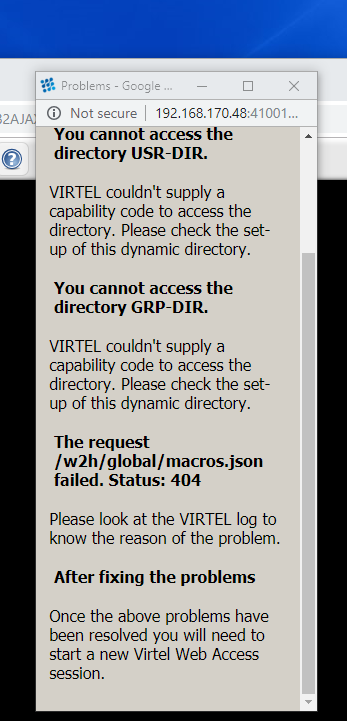 Problems - Google ...
Not secure
192.168.170.48:41001...
32AJAX
You cannot access the
directory USR-DIR.
VIRTEL couldn't supply a
capability code to access the
directory. Please check the set-
up of this dynamic directory.
You cannot access the
directory GRP-DIR.
VIRTEL couldn't supply a
capability code to access the
directory. Please check the set-
up of this dynamic directory.
The request
/w2h/global/macros.json
failed. Status: 404
Please look at the VIRTEL log to
know the reason of the problem.
After fixing the problems
Once the above problems have
been resolved you will need to
start a new Virtel Web Access
session.